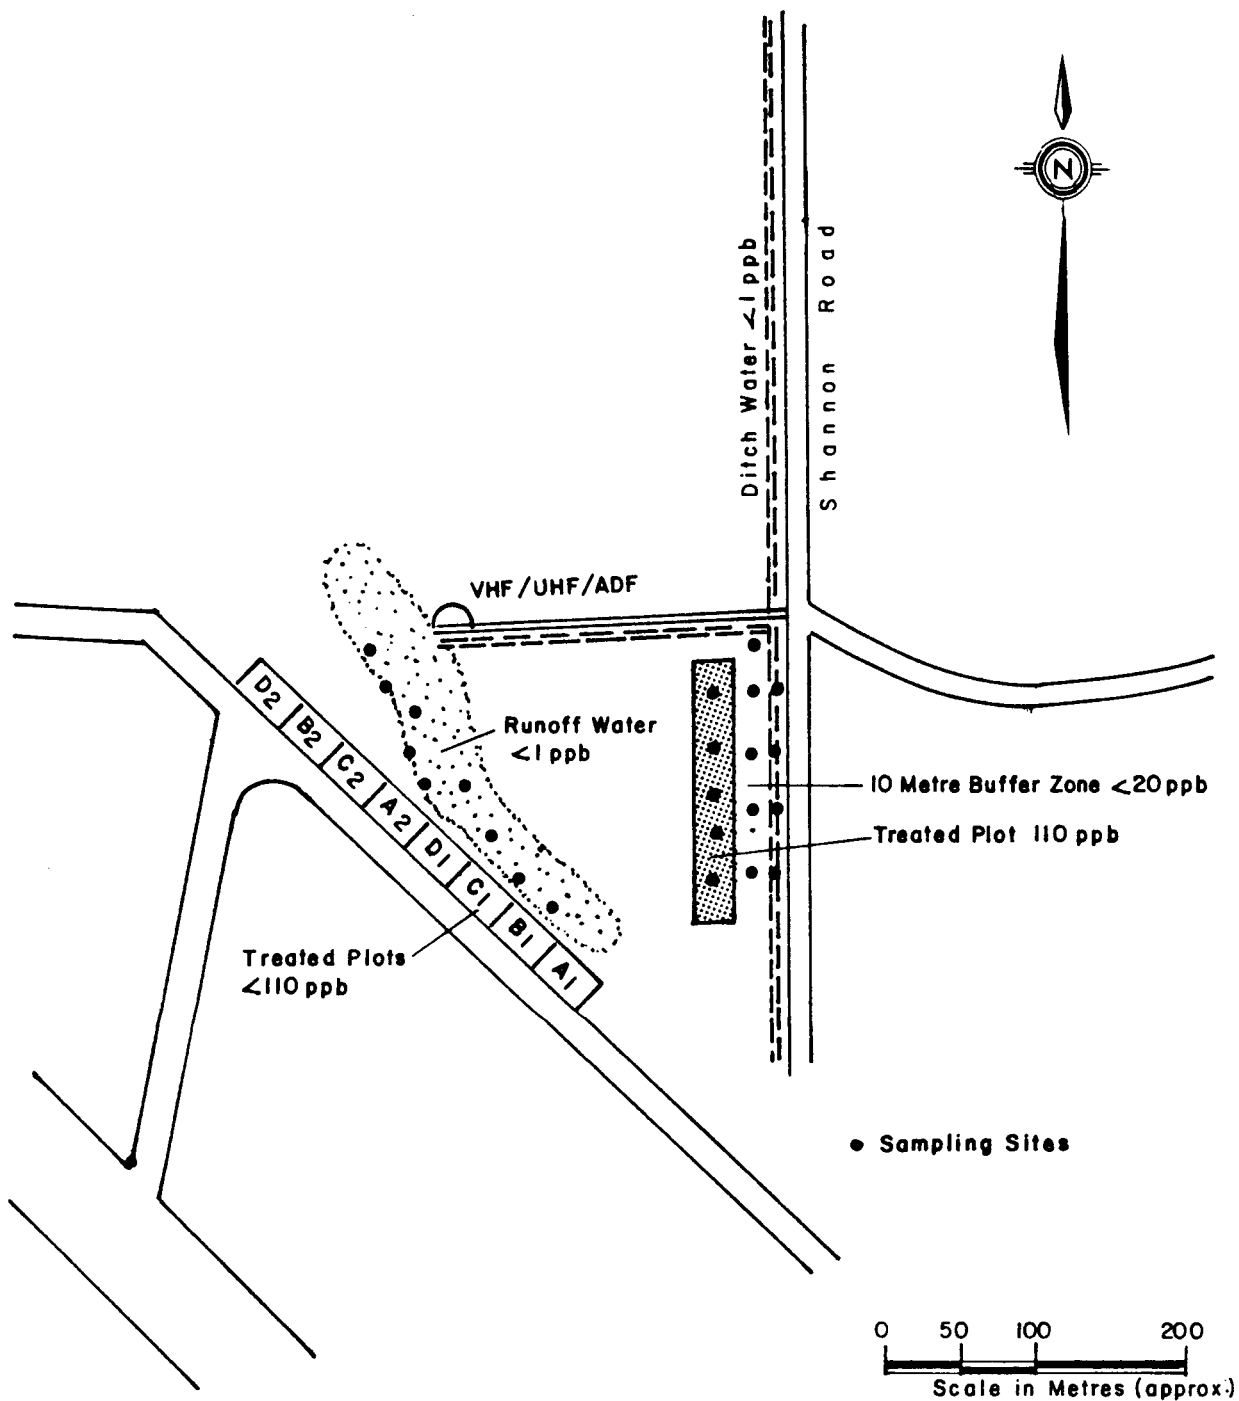 N
Ditch Water <1 ppb
Shannon Road
VHF/UHF/ADF
D2
B2
C2
A2
D1
C1
B1
A1
Runoff Water
<1 ppb
10 Metre Buffer Zone <20 ppb
Treated Plot 110 ppb
Treated Plots
<110 ppb
Sampling Sites
0 50 100 200
Scale in Metres (approx.)